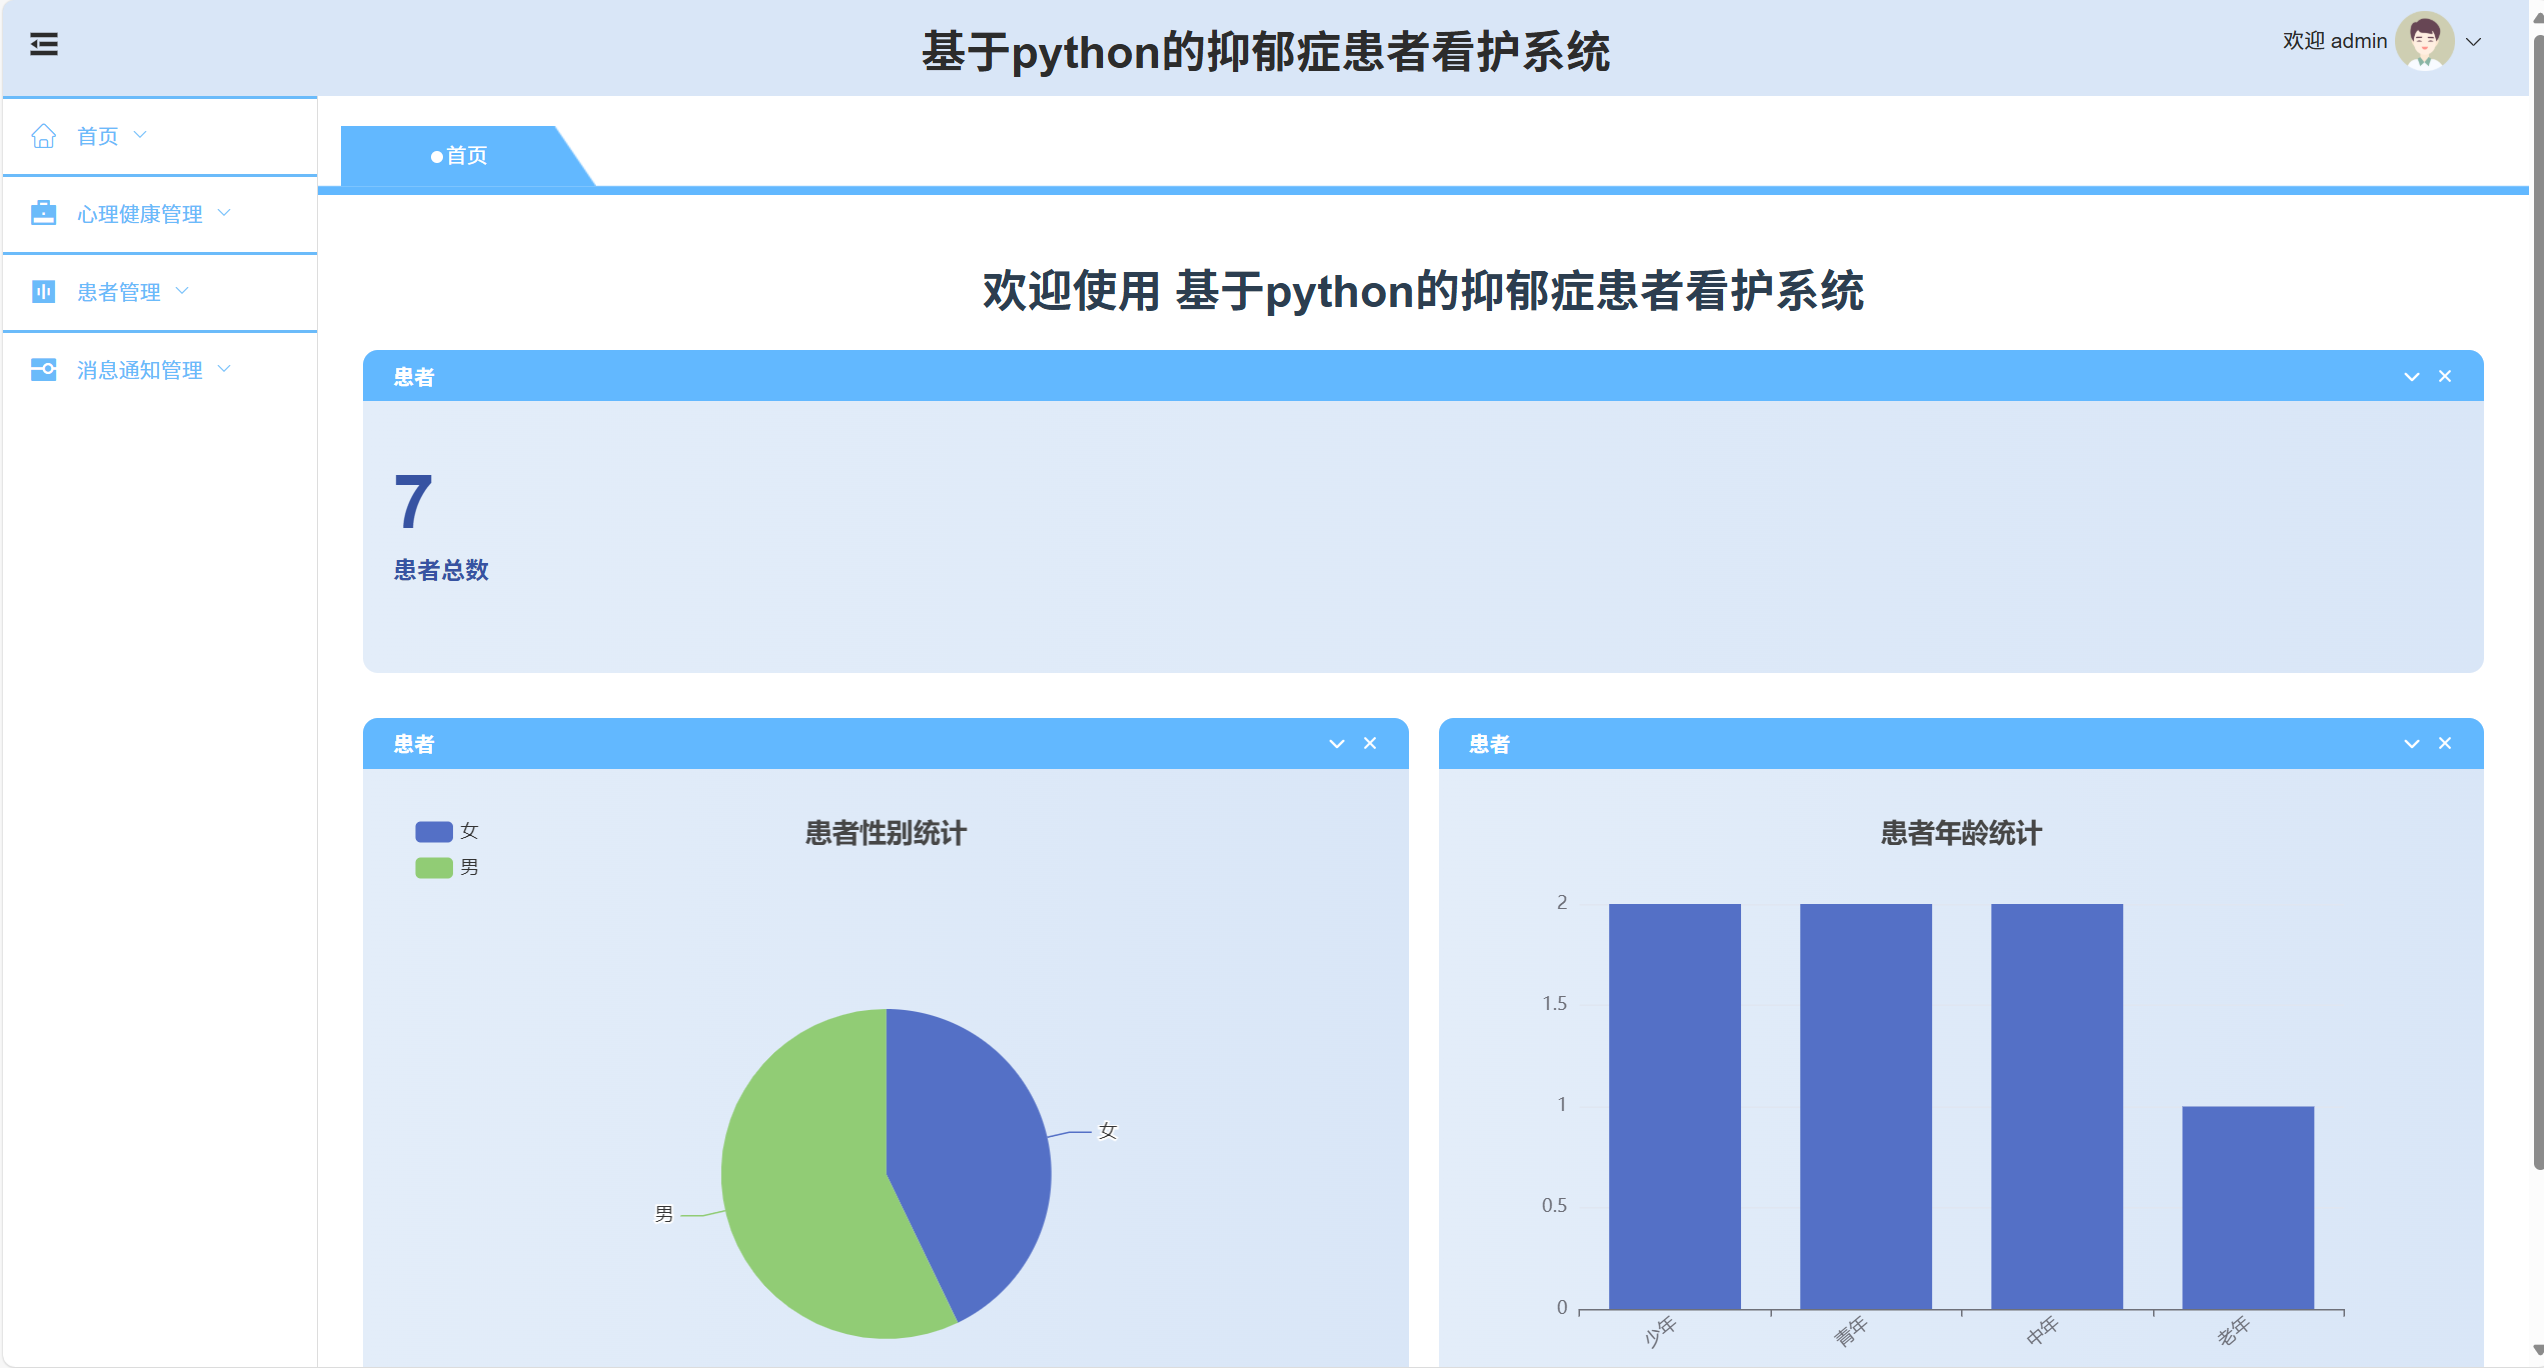 基于python的抑郁症患者看护系统
欢迎 admin
首页
心理健康管理
患者管理
消息通知管理
首页
欢迎使用 基于python的抑郁症患者看护系统
患者
7
患者总数
患者
女
男
患者性别统计
女
男
患者
患者年龄统计
2
1.5
1
0.5
0
少年
青年
中年
老年